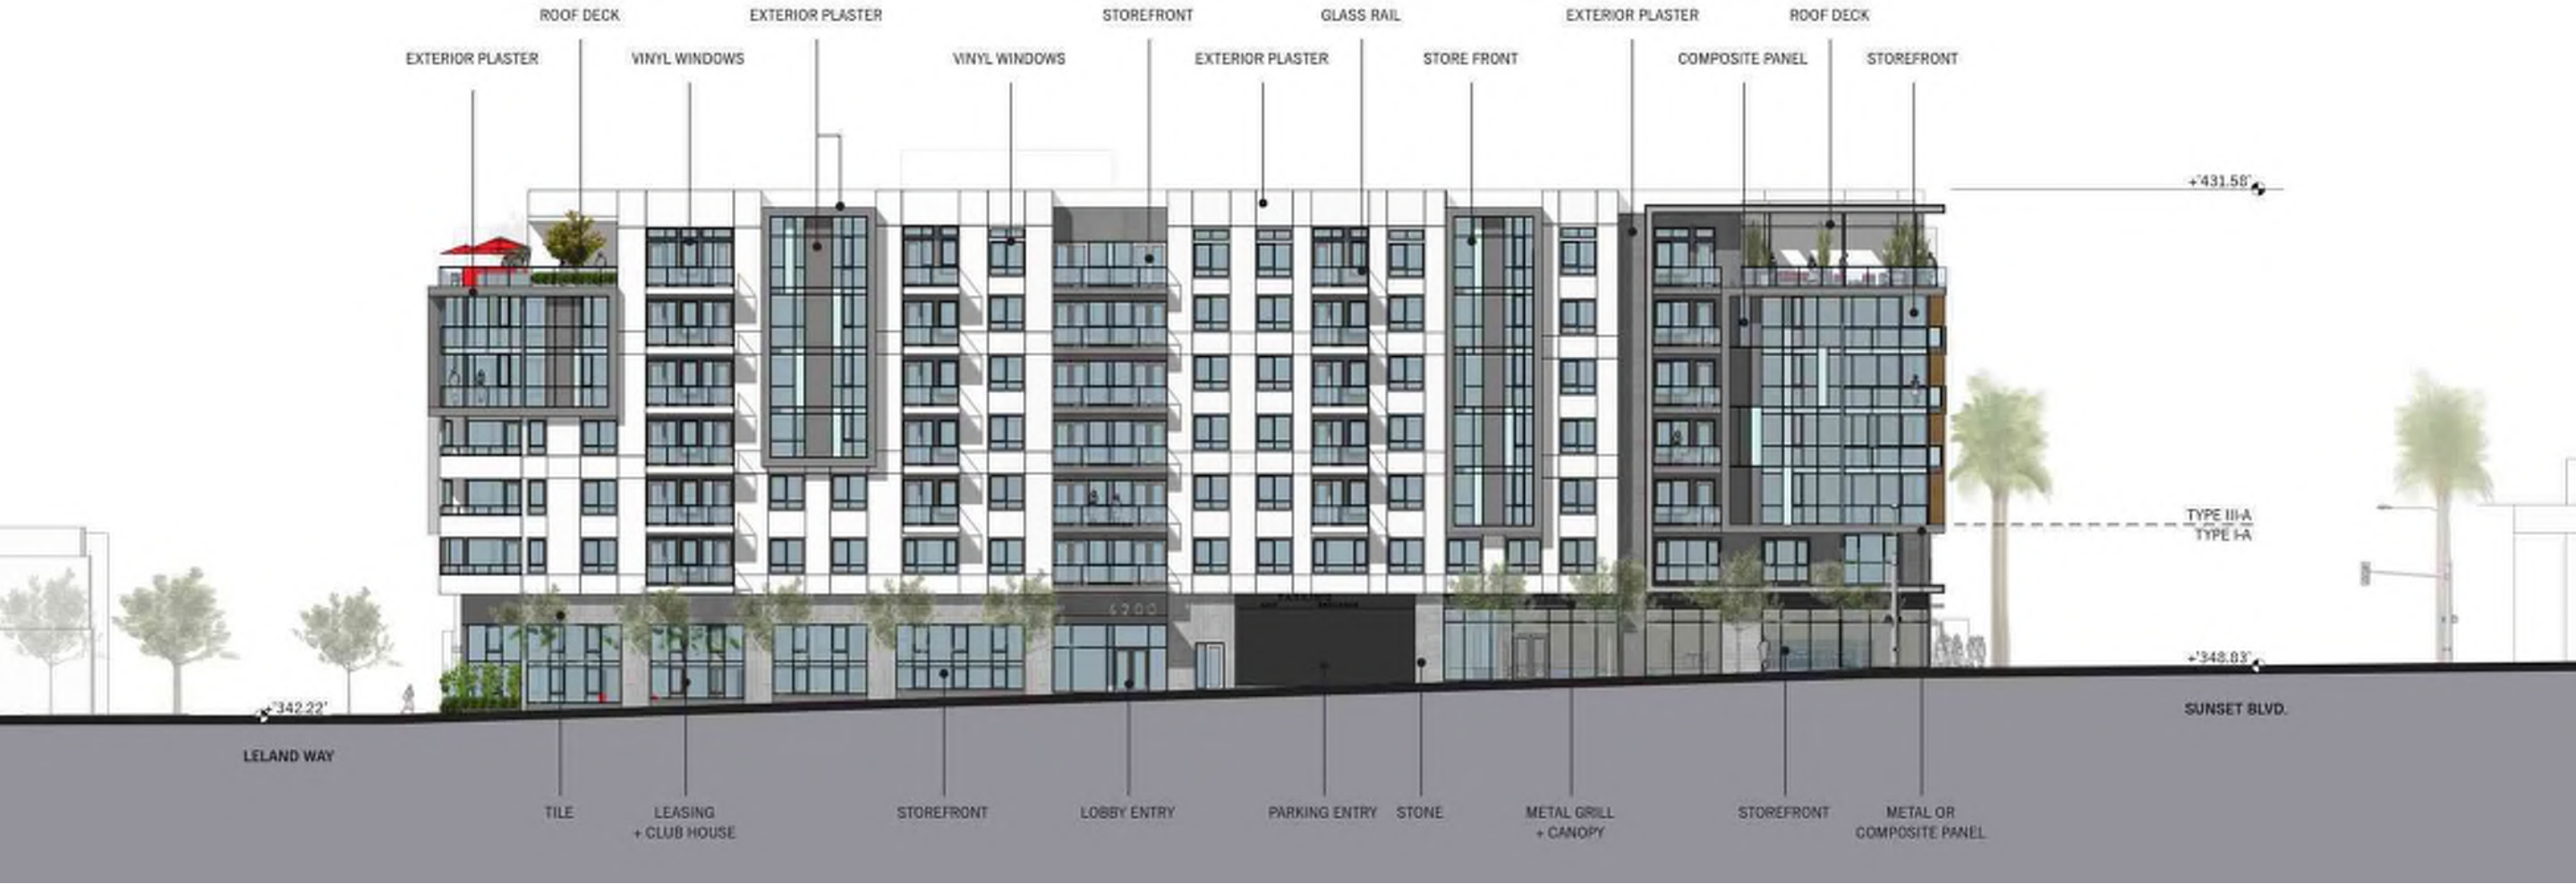 ROOF DECK
EXTERIOR PLASTER
STOREFRONT
GLASS RAIL
EXTERIOR PLASTER
ROOF DECK
EXTERIOR PLASTER
VINYL WINDOWS
VINYL WINDOWS
EXTERIOR PLASTER
STORE FRONT
COMPOSITE PANEL
STOREFRONT
+'431.58'
TYPE III-A
TYPE I-A
6200
PARKING
+'348.83'
+'342.22'
SUNSET BLVD.
LELAND WAY
TILE
LEASING
+ CLUB HOUSE
STOREFRONT
LOBBY ENTRY
PARKING ENTRY
STONE
METAL GRILL
+ CANOPY
STOREFRONT
METAL OR
COMPOSITE PANEL